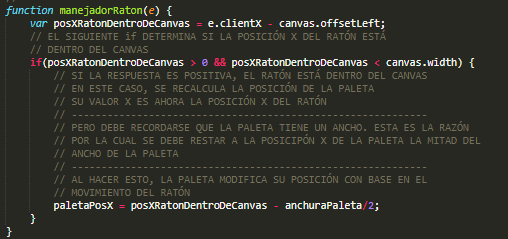 function manejadorRaton(e) {
var posXRatonDentroDeCanvas = e.clientX - canvas.offsetLeft;
// EL SIGUIENTE if DETERMINA SI LA POSICIÓN X DEL RATÓN ESTÁ
// DENTRO DEL CANVAS
if(posXRatonDentroDeCanvas > 0 && posXRatonDentroDeCanvas < canvas.width) {
// SI LA RESPUESTA ES POSITIVA, EL RATÓN ESTÁ DENTRO DEL CANVAS
// EN ESTE CASO, SE RECALCULA LA POSICIÓN DE LA PALETA
// SU VALOR X ES AHORA LA POSICIÓN X DEL RATÓN
// ---------------------------------------------------------
// PERO DEBE RECORDARSE QUE LA PALETA TIENE UN ANCHO. ESTA ES LA RAZÓN
// POR LA CUAL SE DEBE RESTAR A LA POSICIPÓN X DE LA PALETA LA MITAD DEL
// ANCHO DE LA PALETA
// ---------------------------------------------------------
// AL HACER ESTO, LA PALETA MODIFICA SU POSICIÓN CON BASE EN EL
// MOVIMIENTO DEL RATÓN
paletaPosX = posXRatonDentroDeCanvas - anchuraPaleta/2;
}
}